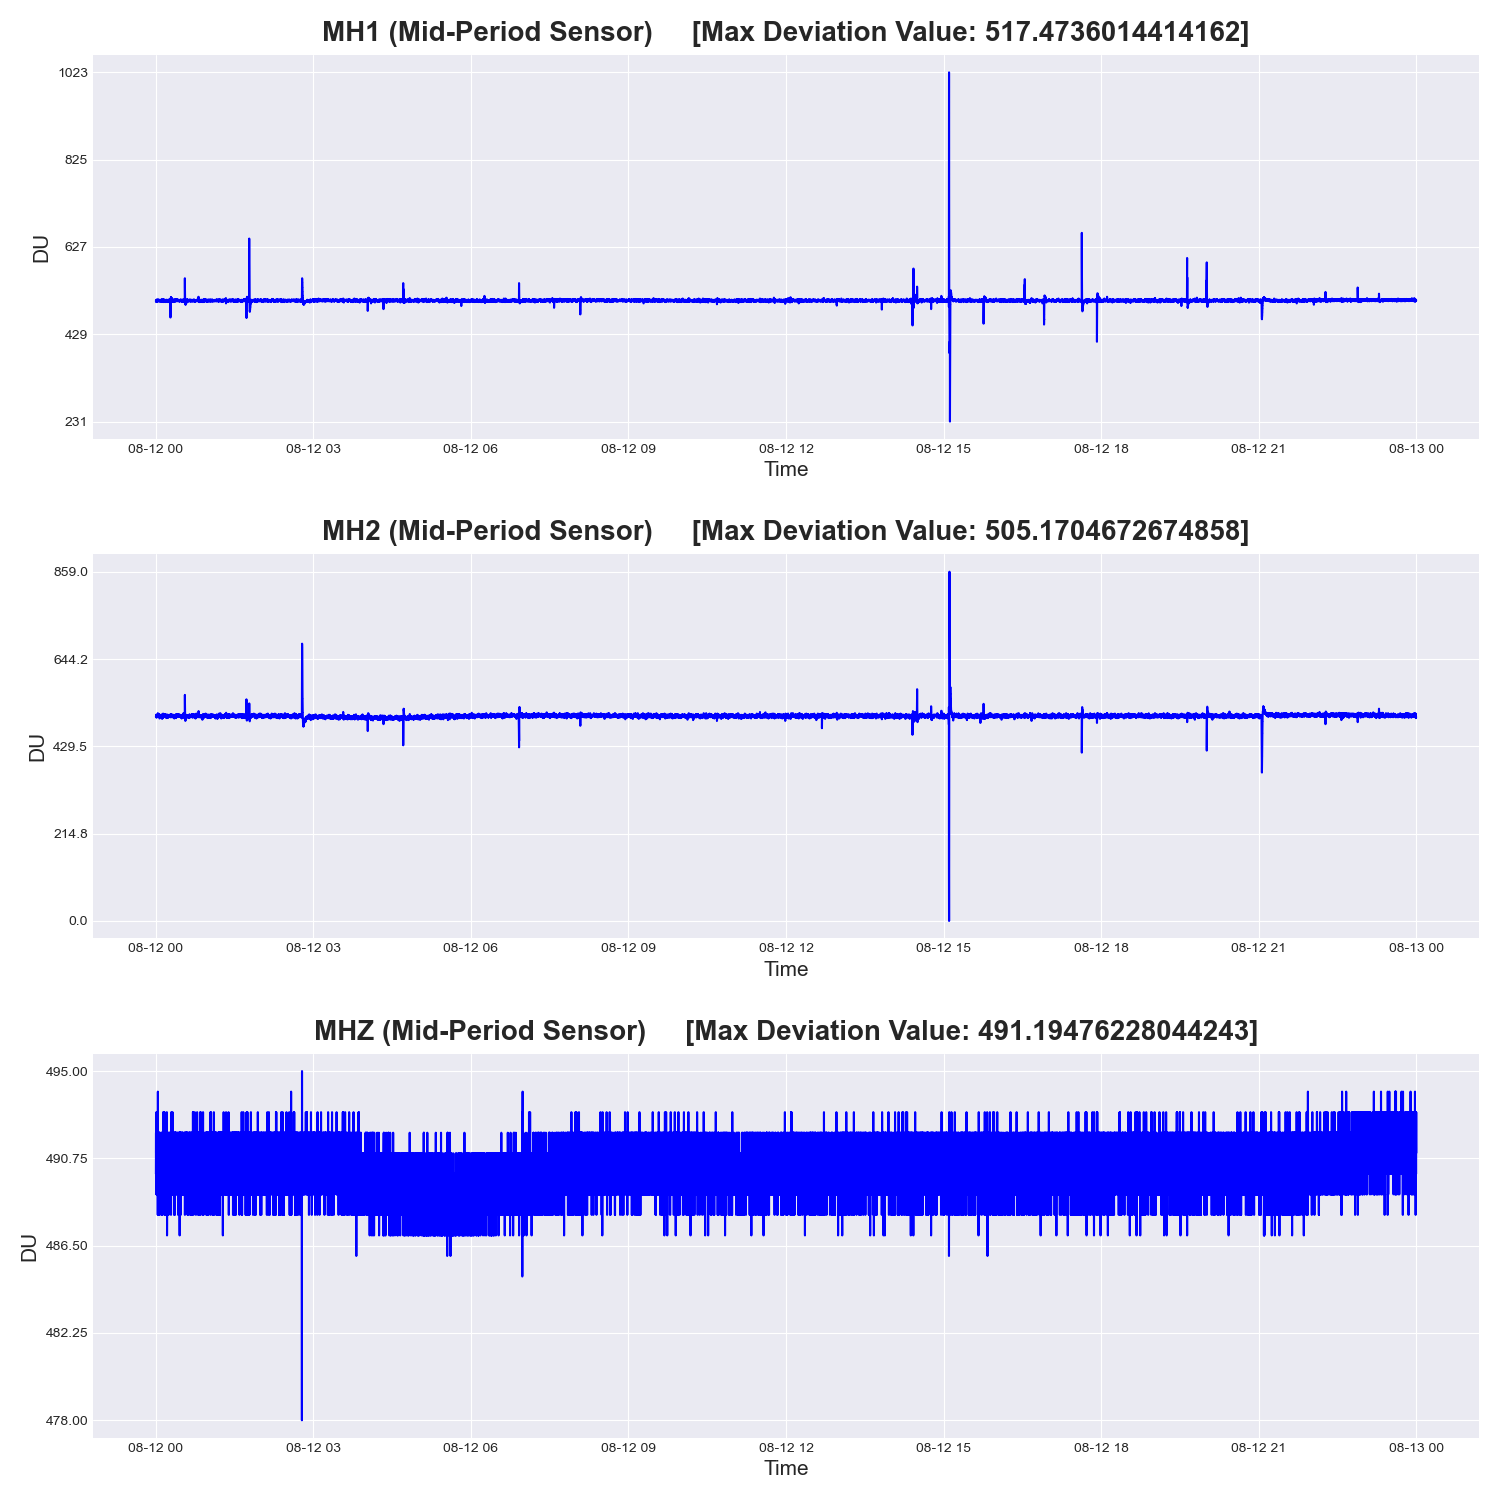 MH1 (Mid-Period Sensor) [Max Deviation Value: 517.4736014414162]
1023
825
627
429
231
DU
08-12 00 08-12 03 08-12 06 08-12 09 08-12 12 08-12 15 08-12 18 08-12 21 08-13 00
Time
MH2 (Mid-Period Sensor) [Max Deviation Value: 505.1704672674858]
859.0
644.2
429.5
214.8
0.0
DU
08-12 00 08-12 03 08-12 06 08-12 09 08-12 12 08-12 15 08-12 18 08-12 21 08-13 00
Time
MHZ (Mid-Period Sensor) [Max Deviation Value: 491.19476228044243]
495.00
490.75
486.50
482.25
478.00
DU
08-12 00 08-12 03 08-12 06 08-12 09 08-12 12 08-12 15 08-12 18 08-12 21 08-13 00
Time